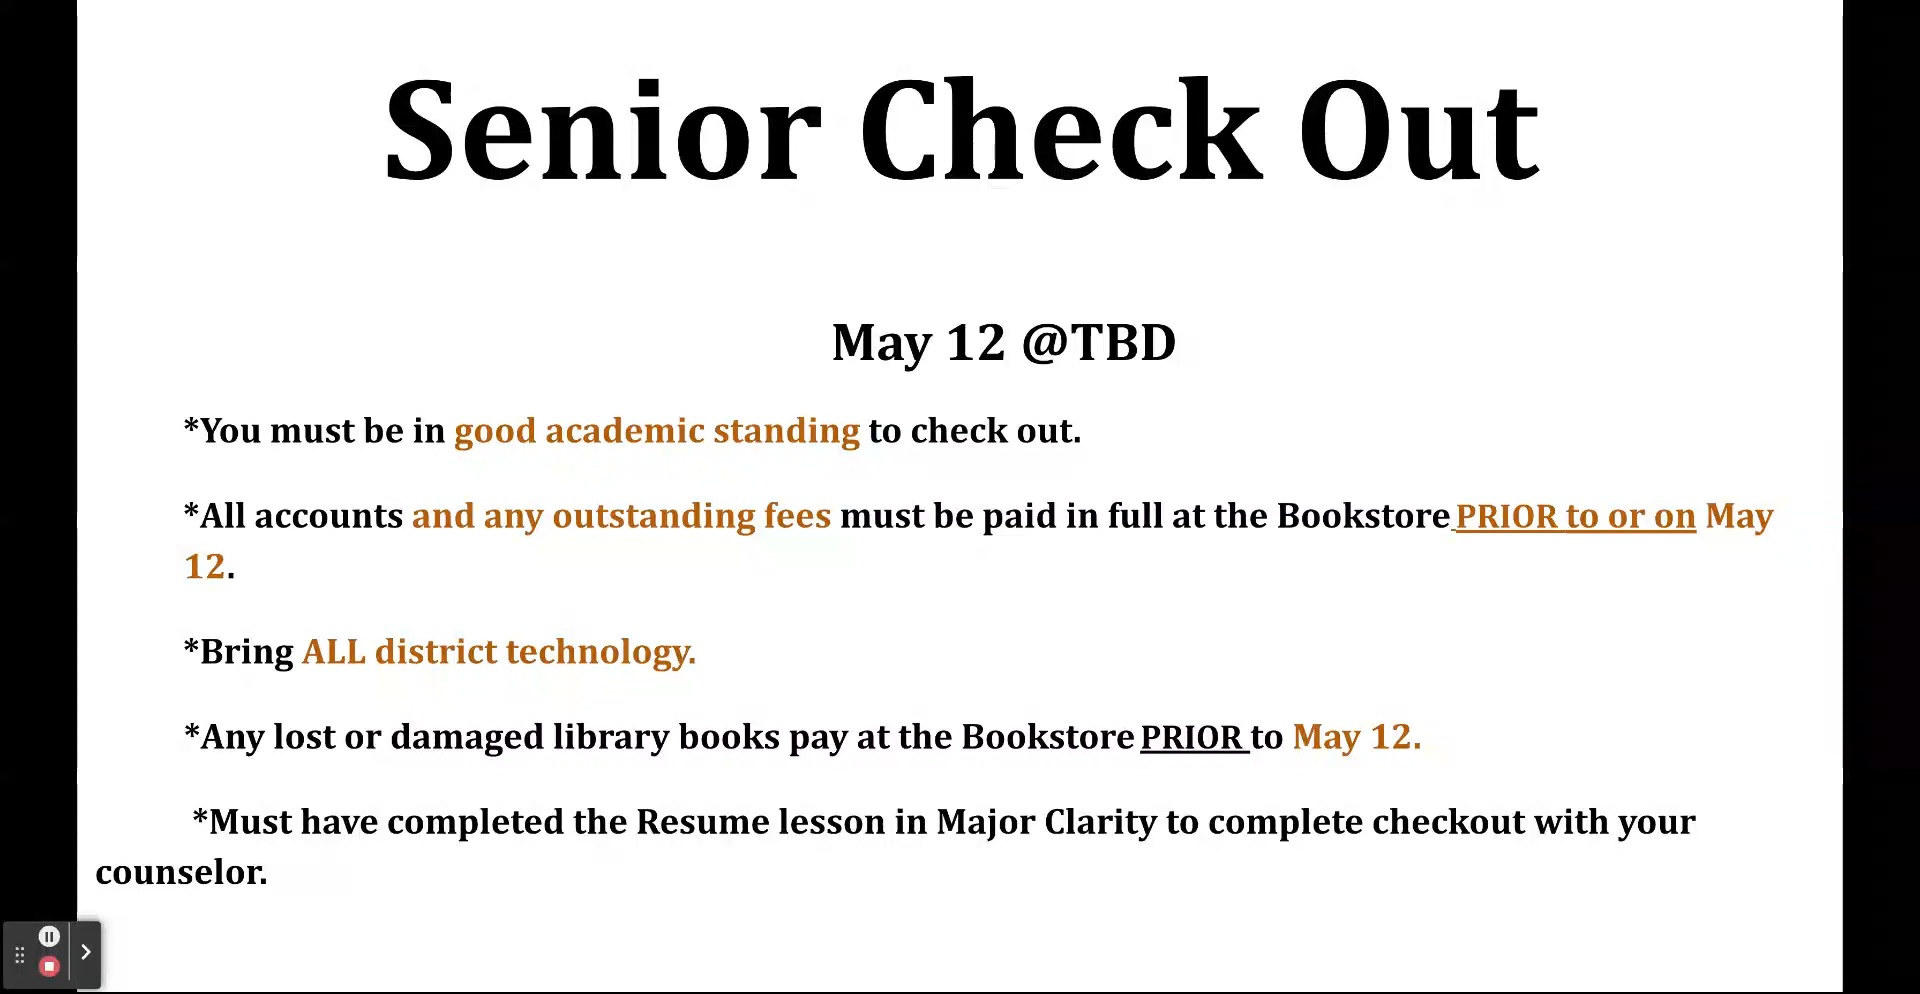 Senior Check Out
May 12 @TBD
*You must be in good academic standing to check out.
*All accounts and any outstanding fees must be paid in full at the Bookstore PRIOR to or on May
12.
*Bring ALL district technology.
*Any lost or damaged library books pay at the Bookstore PRIOR to May 12.
*Must have completed the Resume lesson in Major Clarity to complete checkout with your
counselor.